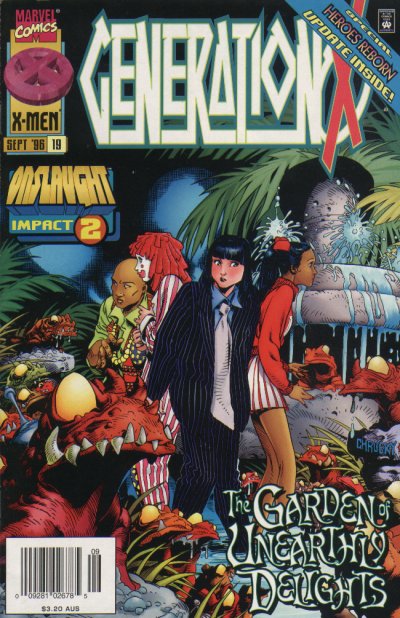 MARVEL
COMICS
M
X-MEN
SEPT '96 19
GENERATION X
SPECIAL
HEROES REBORN
UPDATE INSIDE!
ONSLAUGHT
IMPACT 2
The GARDEN of
UNEARTHLY
DELIGHTS
09
0 09281 02678 5
$3.20 AUS